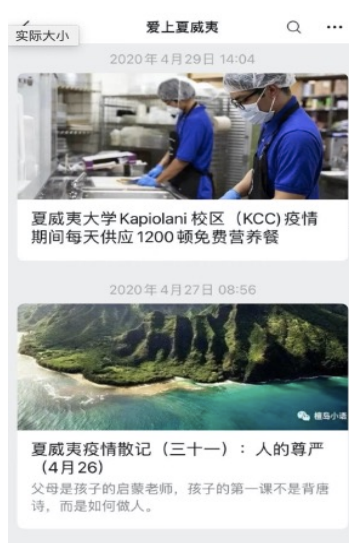 爱上夏威夷
实际大小
2020年4月29日 14:04
夏威夷大学Kapiolani校区（KCC)疫情
期间每天供应1200顿免费营养餐
2020年4月27日 08:56
檀岛小语
夏威夷疫情散记（三十一）：人的尊严
（4月26)
父母是孩子的启蒙老师，孩子的第一课不是背唐
诗，而是如何做人。